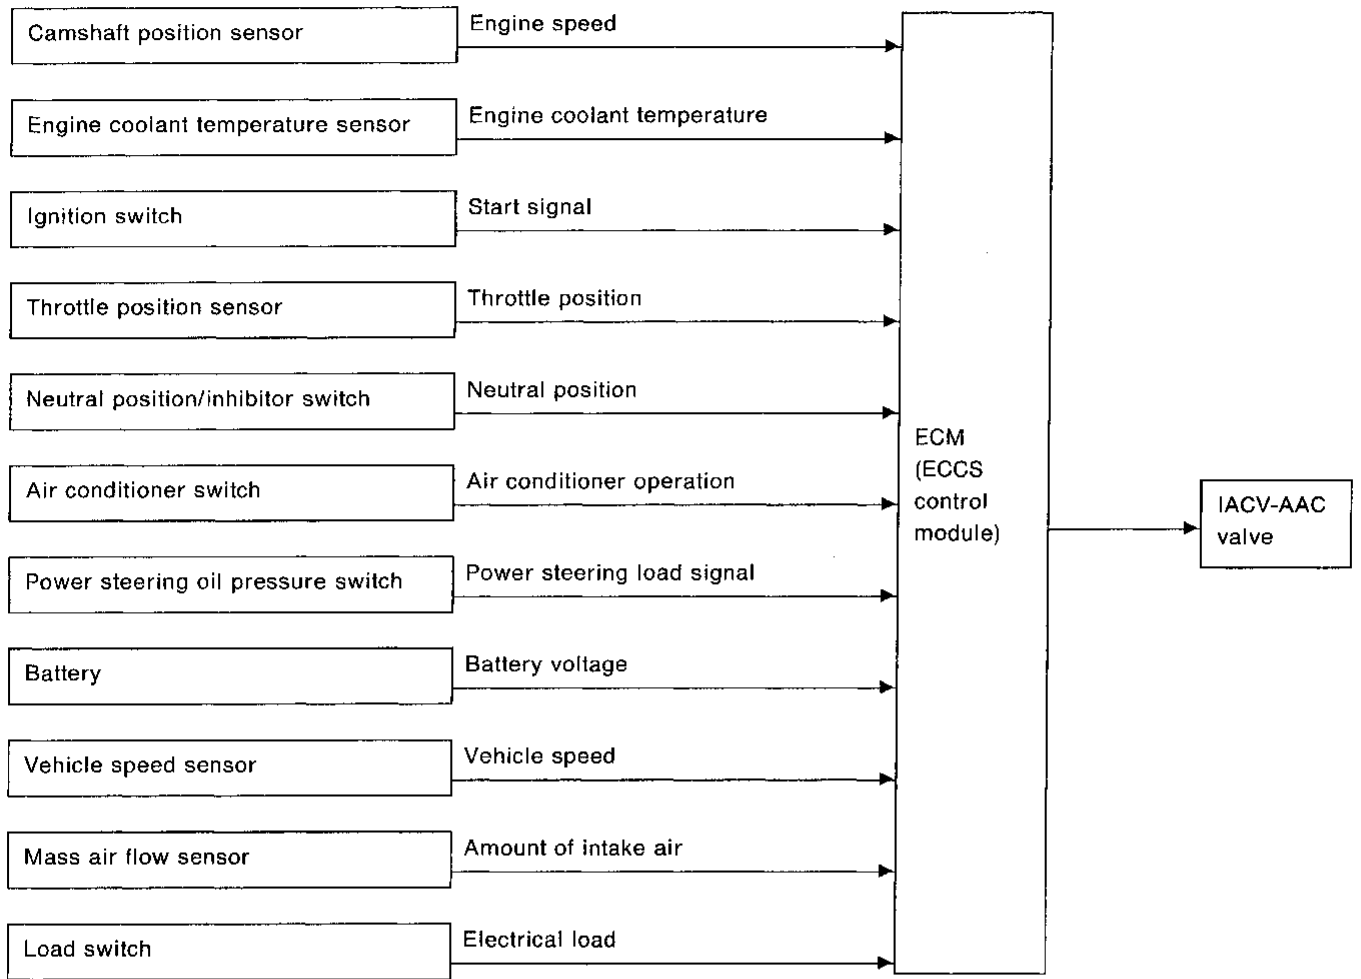 Camshaft position sensor
Engine speed
Engine coolant temperature sensor
Engine coolant temperature
Ignition switch
Start signal
Throttle position sensor
Throttle position
Neutral position/inhibitor switch
Neutral position
Air conditioner switch
Air conditioner operation
Power steering oil pressure switch
Power steering load signal
Battery
Battery voltage
Vehicle speed sensor
Vehicle speed
Mass air flow sensor
Amount of intake air
Load switch
Electrical load
ECM
(ECCS
control
module)
IACV-AAC
valve